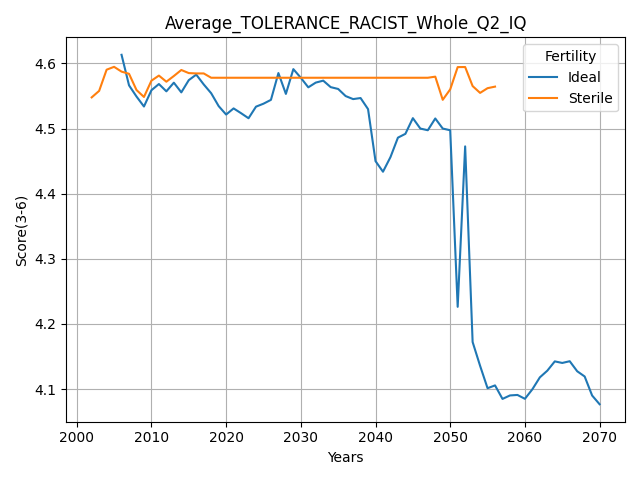 Average_TOLERANCE_RACIST_Whole_Q2_IQ
Fertility
Ideal
Sterile
Score(3-6)
4.6
4.5
4.4
4.3
4.2
4.1
2000 2010 2020 2030 2040 2050 2060 2070
Years